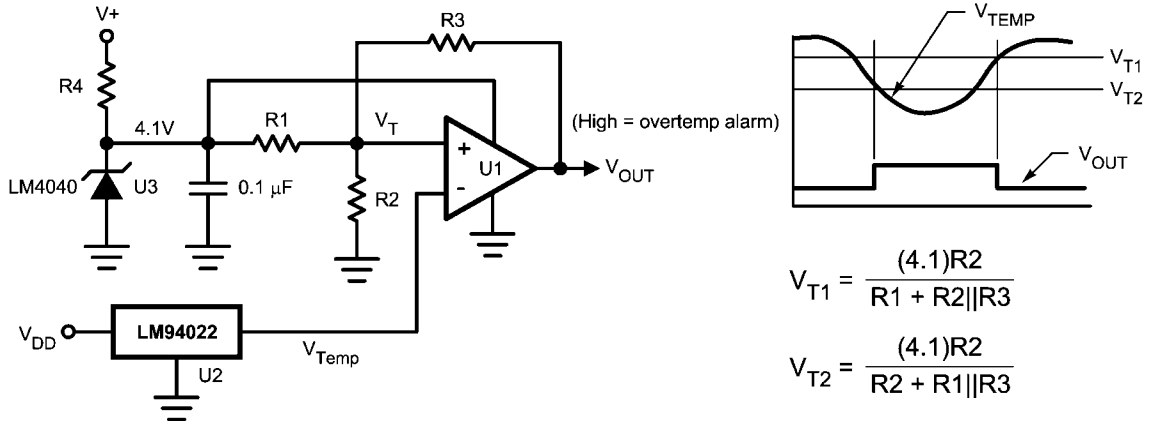 V+
R4
4.1V
R1
R3
V_T
R2
LM4040
U3
0.1 µF
+
-
U1
(High = overtemp alarm)
V_OUT
V_DD
LM94022
U2
V_Temp
V_TEMP
V_T1
V_T2
V_OUT
V_T1 = (4.1)R2 / R1 + R2||R3
V_T2 = (4.1)R2 / R2 + R1||R3